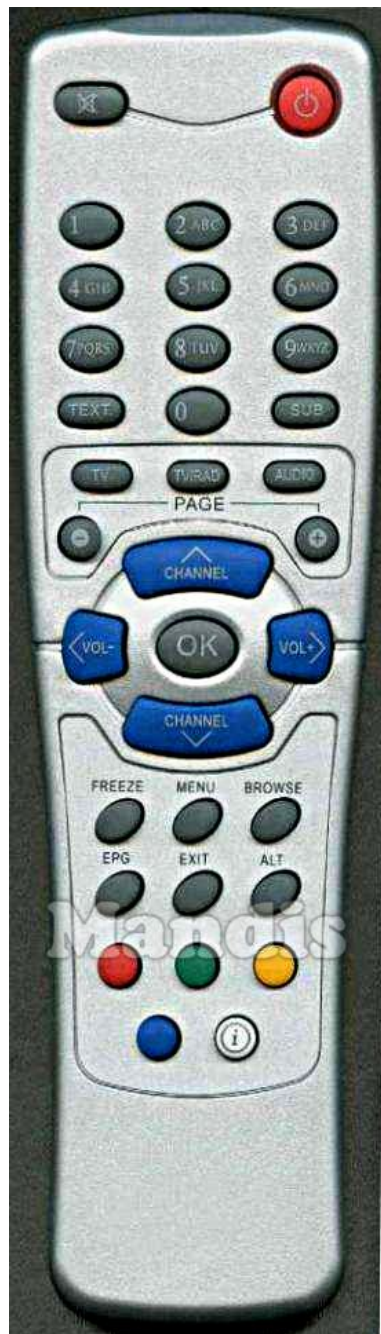 1 2 ABC 3 DEF
4 GHI 5 JKL 6 MNO
7 PQRS 8 TUV 9 WXYZ
TEXT 0 SUB
TV TV/RAD AUDIO
PAGE
- +
CHANNEL
VOL- OK VOL+
CHANNEL
FREEZE MENU BROWSE
EPG EXIT ALT
Mandis
i